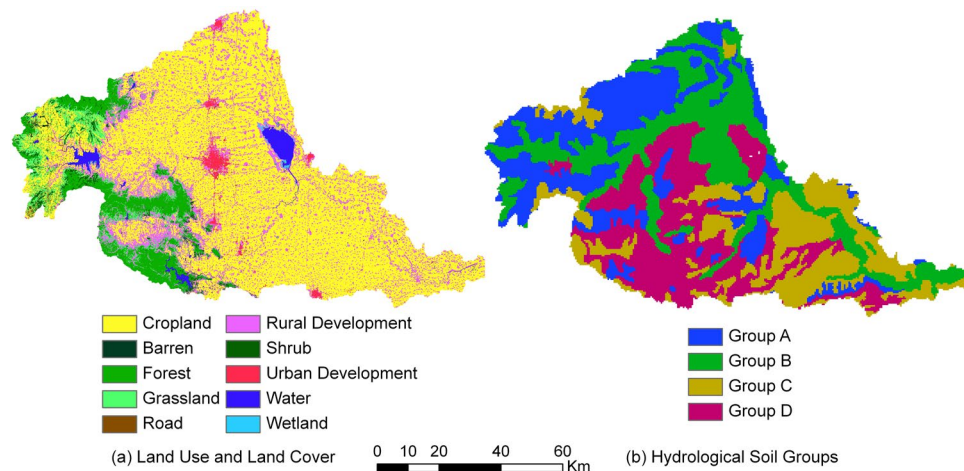 Cropland
Barren
Forest
Grassland
Road
Rural Development
Shrub
Urban Development
Water
Wetland
Group A
Group B
Group C
Group D
(a) Land Use and Land Cover
0 10 20 40 60
Km
(b) Hydrological Soil Groups